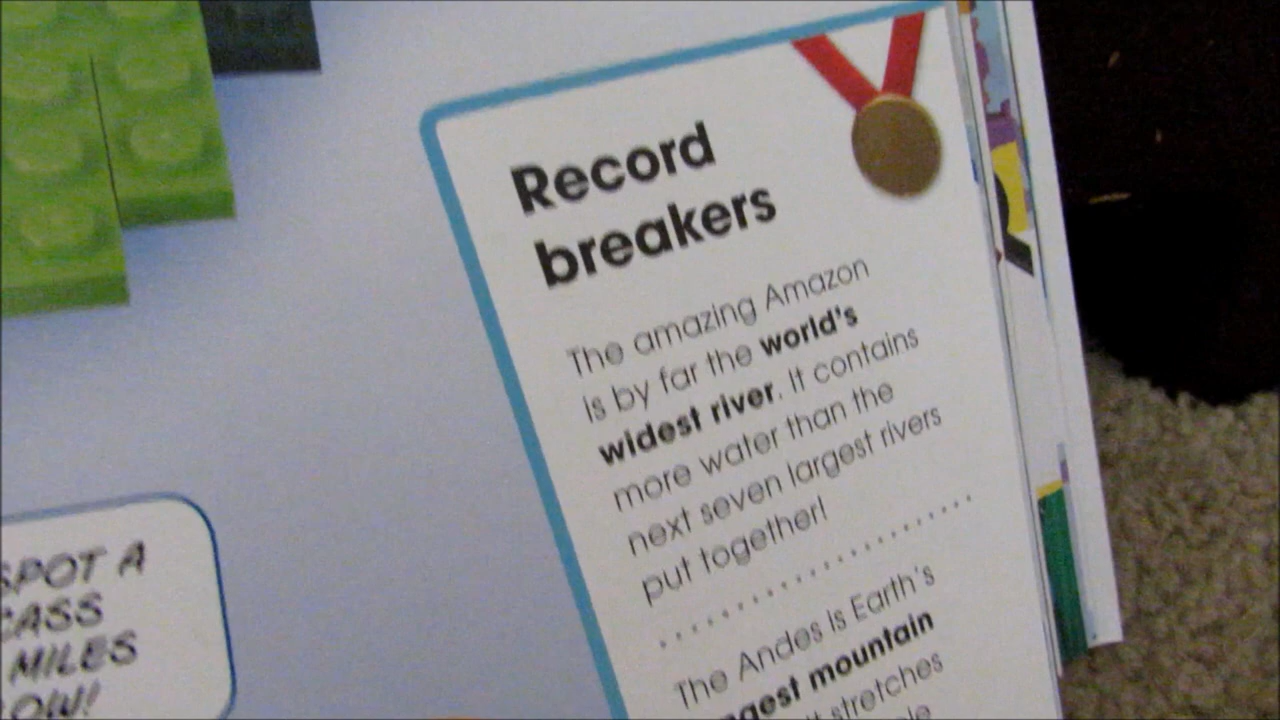 Record
breakers
The amazing Amazon
is by far the world's
widest river. It contains
more water than the
next seven largest rivers
put together!
The Andes is Earth's
mountain
stretches
SPOT A
MILES